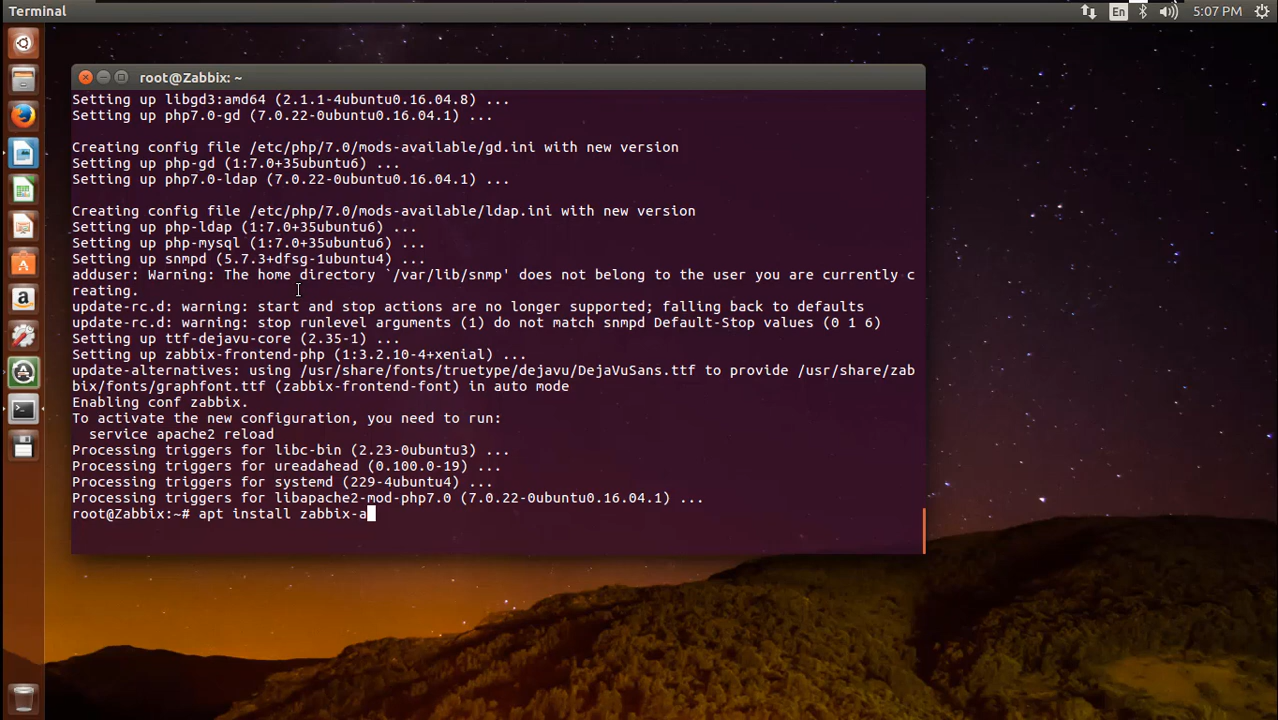 Terminal
En
5:07 PM
root@Zabbix: ~
Setting up libgd3:amd64 (2.1.1-4ubuntu0.16.04.8) ...
Setting up php7.0-gd (7.0.22-0ubuntu0.16.04.1) ...
Creating config file /etc/php/7.0/mods-available/gd.ini with new version
Setting up php-gd (1:7.0+35ubuntu6) ...
Setting up php7.0-ldap (7.0.22-0ubuntu0.16.04.1) ...
Creating config file /etc/php/7.0/mods-available/ldap.ini with new version
Setting up php-ldap (1:7.0+35ubuntu6) ...
Setting up php-mysql (1:7.0+35ubuntu6) ...
Setting up snmpd (5.7.3+dfsg-1ubuntu4) ...
adduser: Warning: The home directory `/var/lib/snmp' does not belong to the user you are currently c
reating.
update-rc.d: warning: start and stop actions are no longer supported; falling back to defaults
update-rc.d: warning: stop runlevel arguments (1) do not match snmpd Default-Stop values (0 1 6)
Setting up ttf-dejavu-core (2.35-1) ...
Setting up zabbix-frontend-php (1:3.2.10-4+xenial) ...
update-alternatives: using /usr/share/fonts/truetype/dejavu/DejaVuSans.ttf to provide /usr/share/zab
bix/fonts/graphfont.ttf (zabbix-frontend-font) in auto mode
Enabling conf zabbix.
To activate the new configuration, you need to run:
  service apache2 reload
Processing triggers for libc-bin (2.23-0ubuntu3) ...
Processing triggers for ureadahead (0.100.0-19) ...
Processing triggers for systemd (229-4ubuntu4) ...
Processing triggers for libapache2-mod-php7.0 (7.0.22-0ubuntu0.16.04.1) ...
root@Zabbix:~# apt install zabbix-a